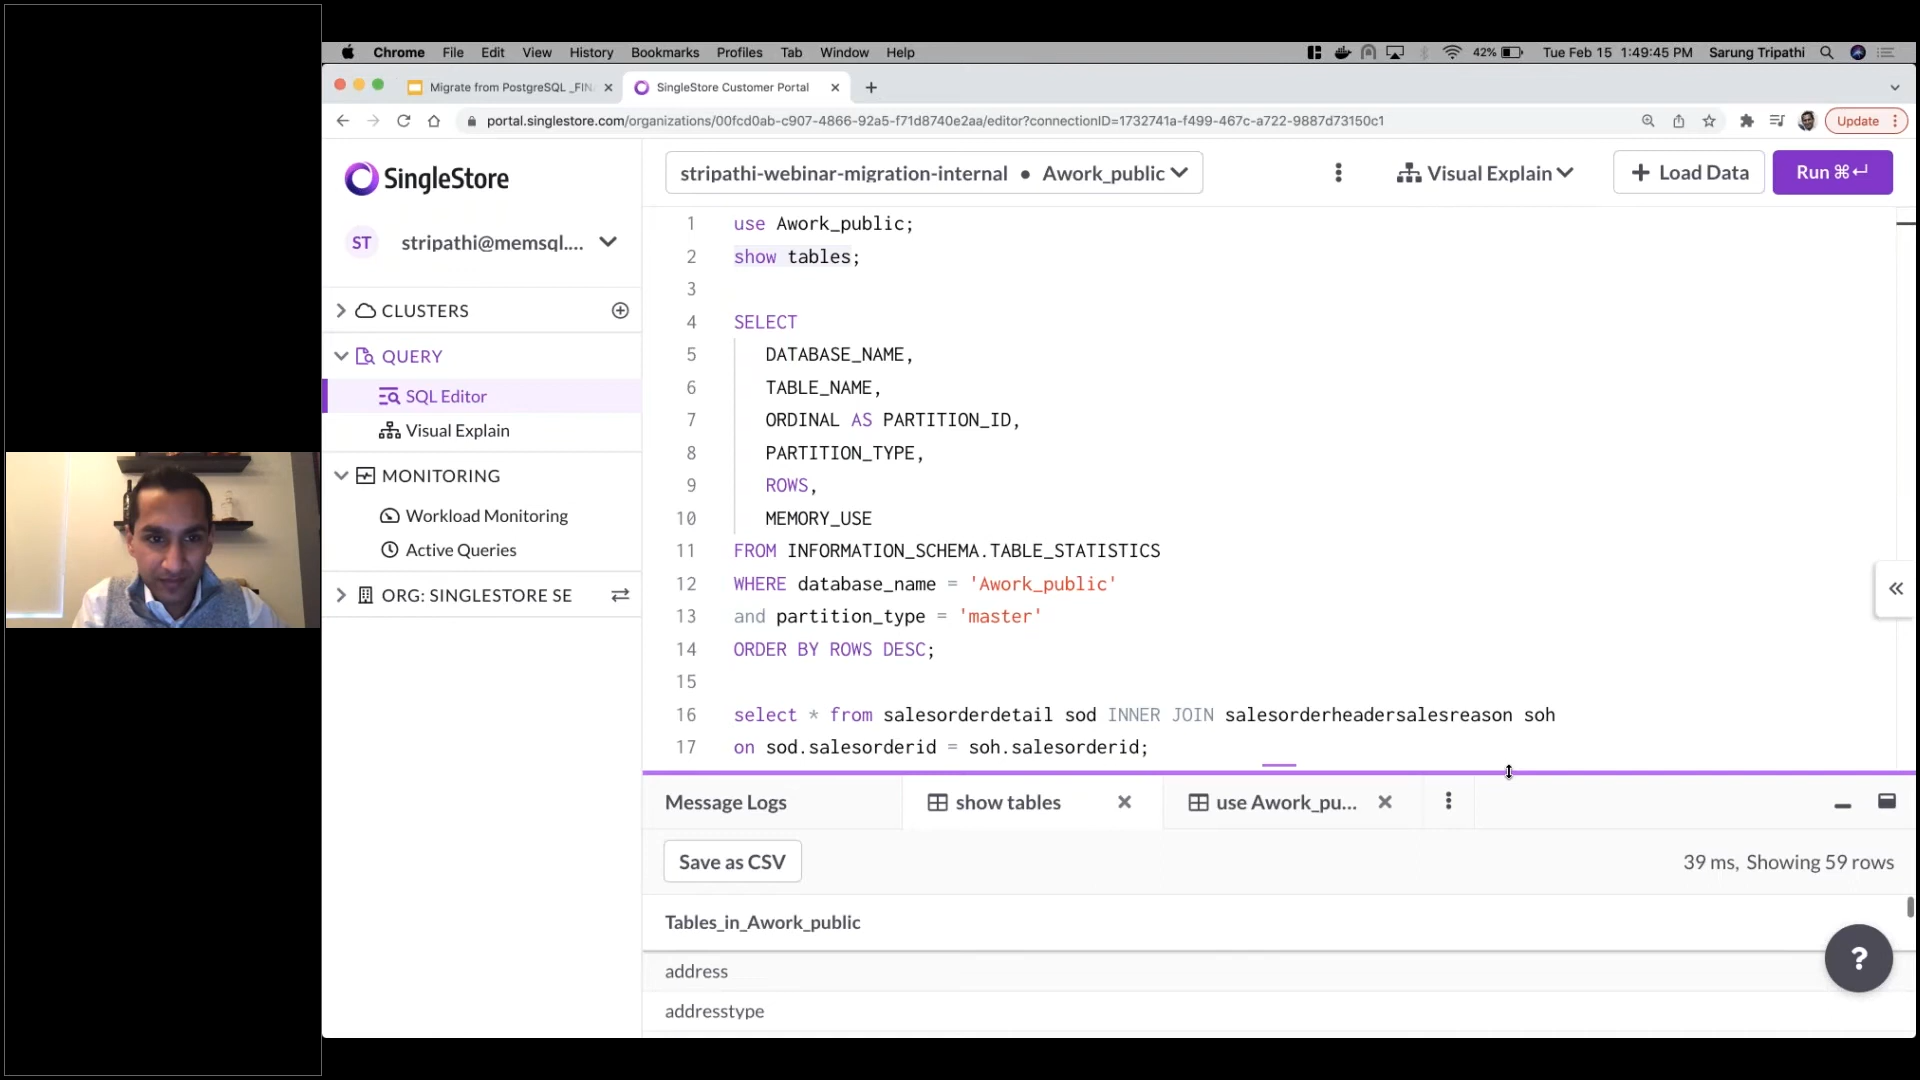 Chrome File Edit View History Bookmarks Profiles Tab Window Help 42% Tue Feb 15 1:49:45 PM Sarung Tripathi
Migrate from PostgreSQL _FIN
SingleStore Customer Portal
portal.singlestore.com/organizations/00fcd0ab-c907-4866-92a5-f71d8740e2aa/editor?connectionID=1732741a-f499-467c-a722-9887d73150c1
Update
SingleStore
ST stripathi@memsql....
CLUSTERS
QUERY
SQL Editor
Visual Explain
MONITORING
Workload Monitoring
Active Queries
ORG: SINGLESTORE SE
stripathi-webinar-migration-internal • Awork_public
Visual Explain
+ Load Data
Run ⌘↵
1 use Awork_public;
2 show tables;
3
4 SELECT
5 DATABASE_NAME,
6 TABLE_NAME,
7 ORDINAL AS PARTITION_ID,
8 PARTITION_TYPE,
9 ROWS,
10 MEMORY_USE
11 FROM INFORMATION_SCHEMA.TABLE_STATISTICS
12 WHERE database_name = 'Awork_public'
13 and partition_type = 'master'
14 ORDER BY ROWS DESC;
15
16 select * from salesorderdetail sod INNER JOIN salesorderheadersalesreason soh
17 on sod.salesorderid = soh.salesorderid;
Message Logs
show tables
use Awork_pu...
Save as CSV
39 ms, Showing 59 rows
Tables_in_Awork_public
address
addresstype
?